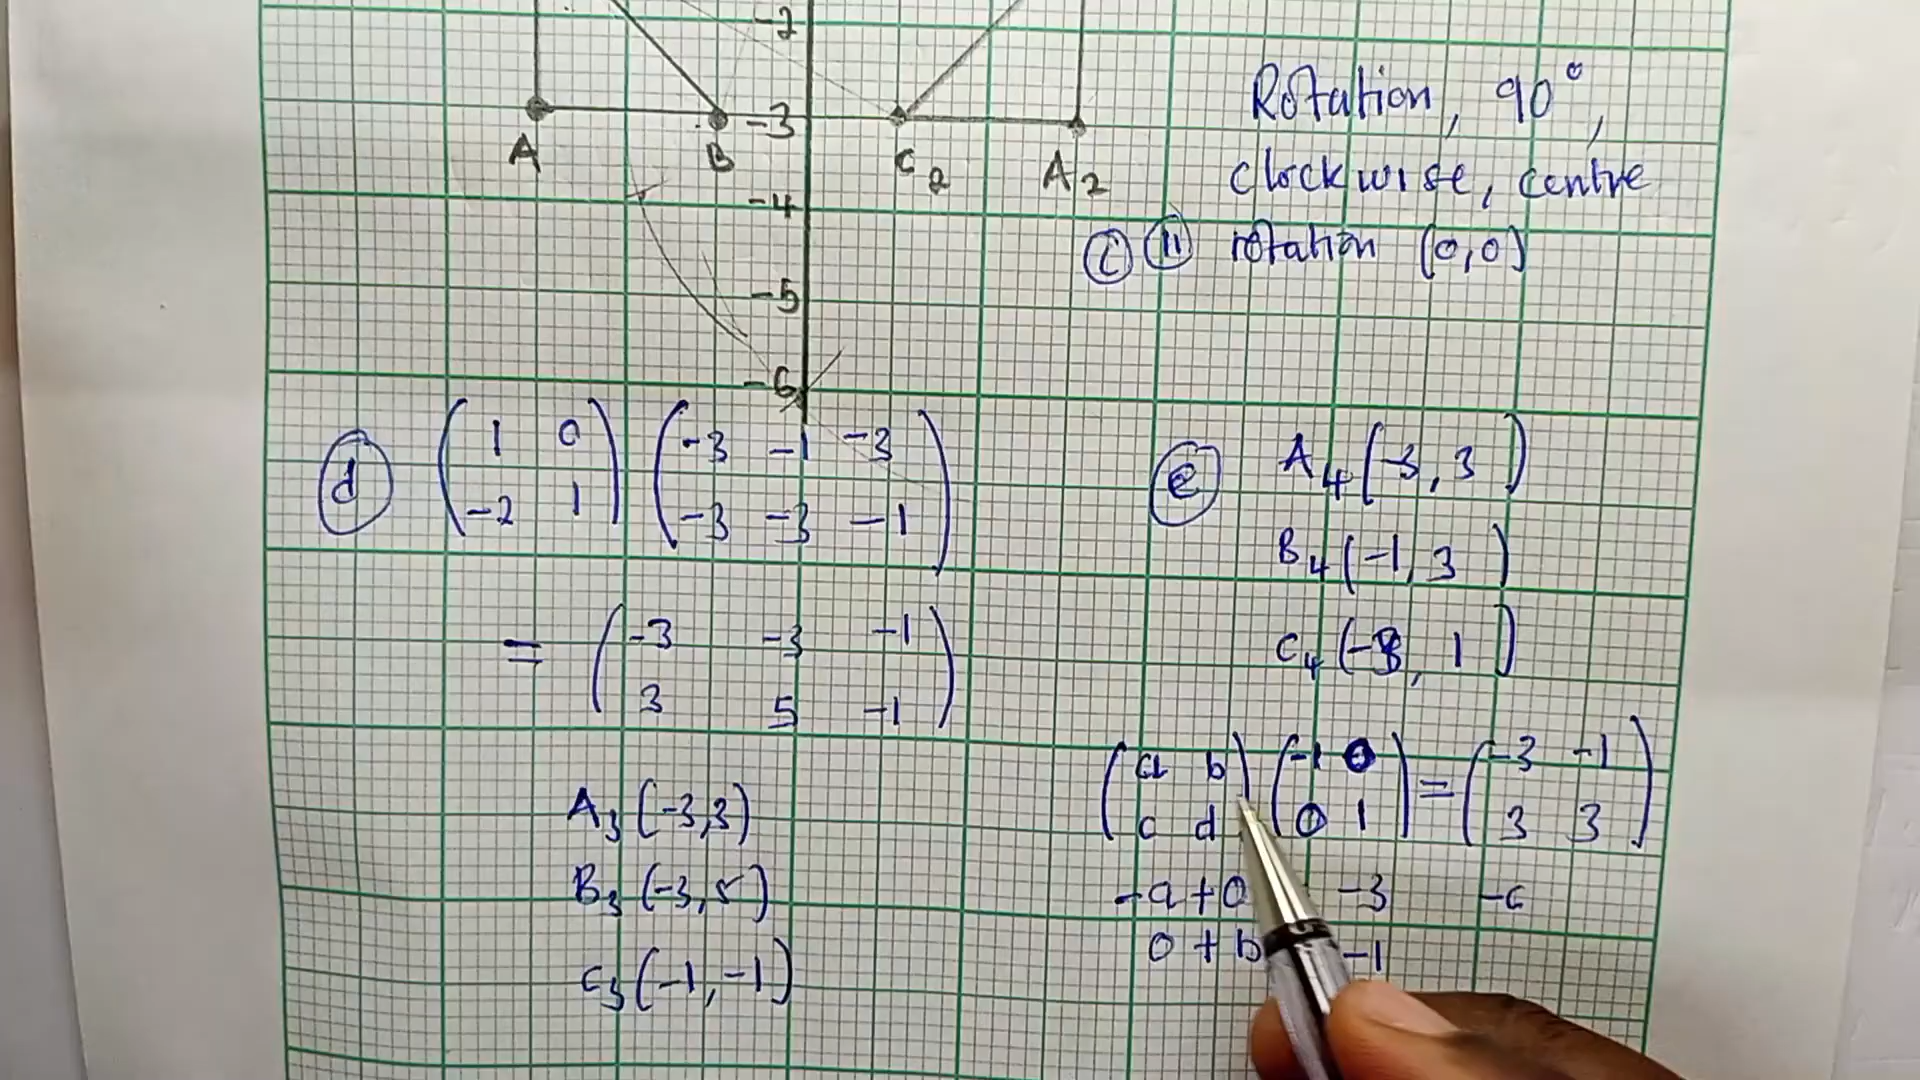 -2
-3
A B C2 A2
-4
-5
-6
Rotation, 90°,
clockwise, centre
(i) (ii) rotation (0,0)
(d) ( 1 0 ) ( -3 -1 -3 )
( -2 1 ) ( -3 -3 -1 )
= ( -3 -3 -1 )
( 3 5 -1 )
A3 (-3,3)
B3 (-3,5)
C3 (-1,-1)
(e) A4 (-3, 3)
B4 (-1, 3)
C4 (-3, 1)
( a b ) ( -1 0 ) = ( -3 -1 )
( c d ) ( 0 1 ) ( 3 3 )
-a + 0 -3 -c
0 + b -1